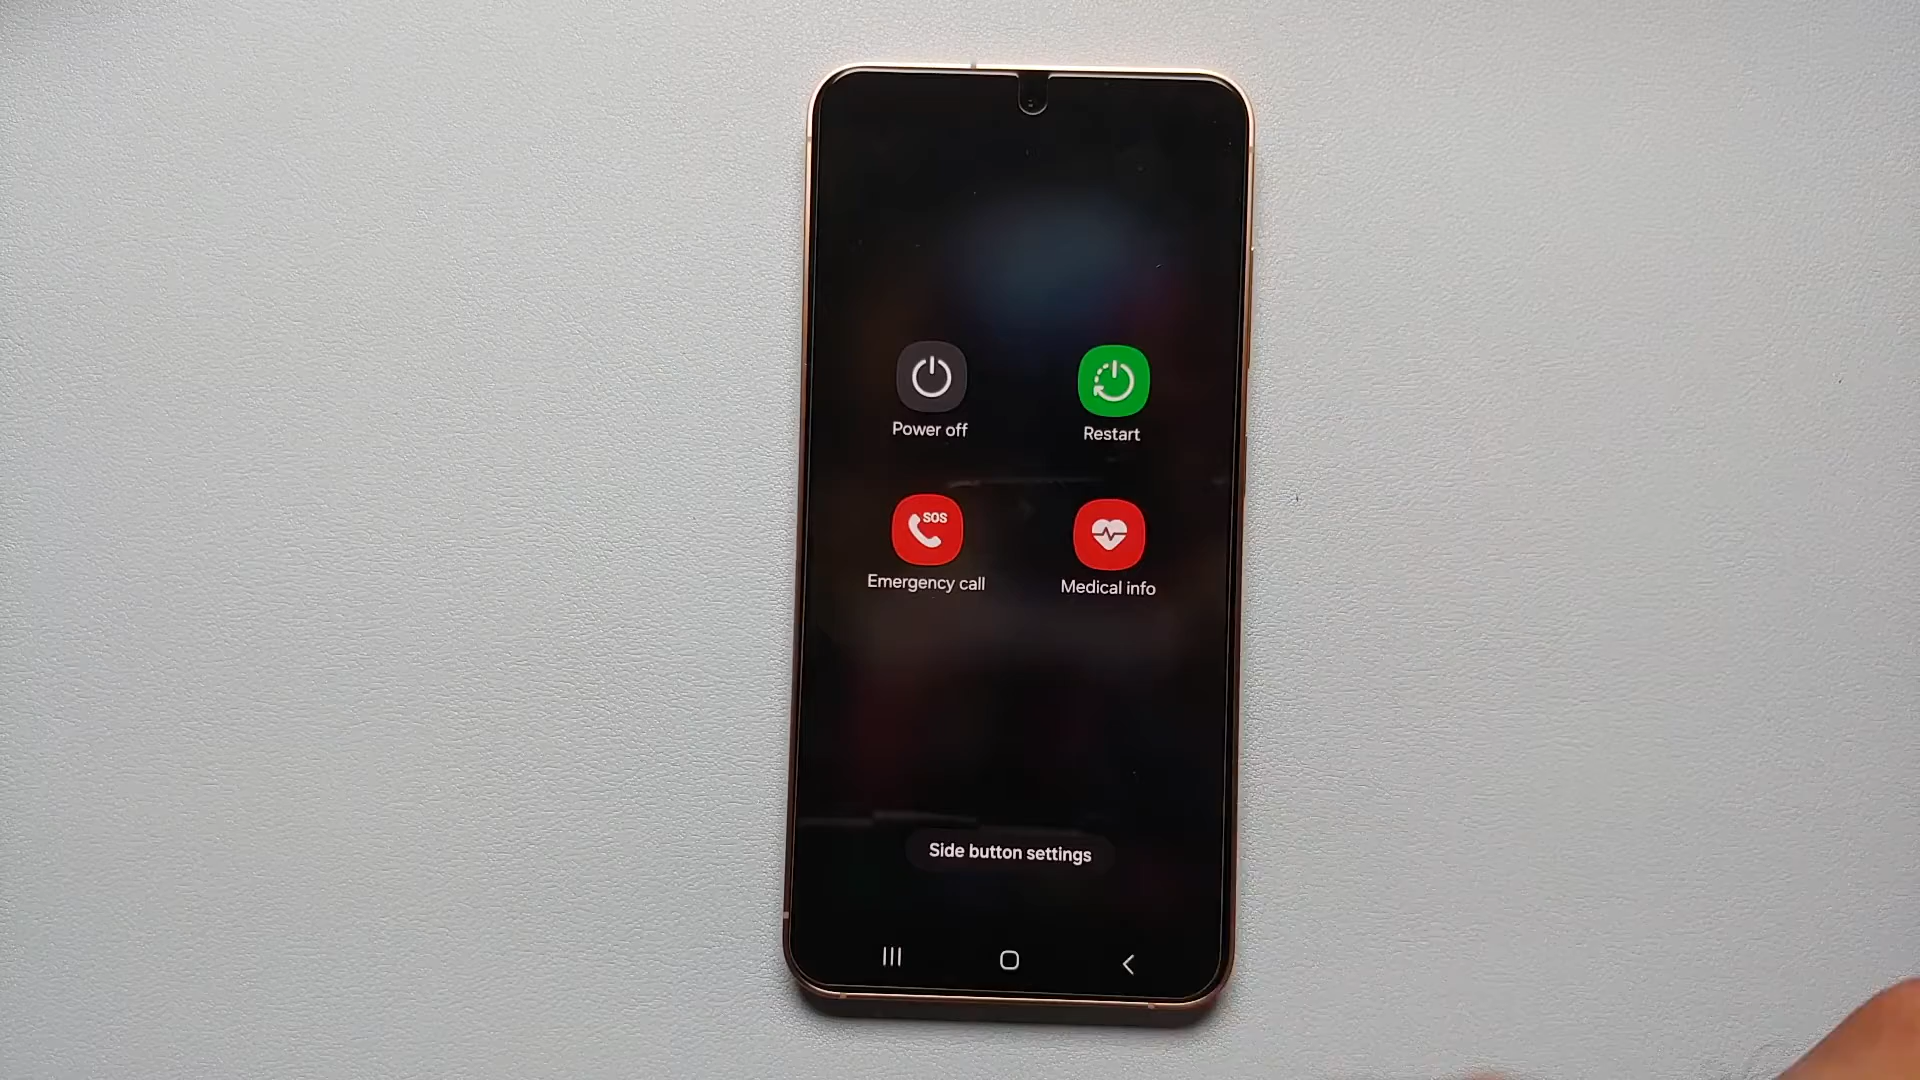 Power off
Restart
SOS
Emergency call
Medical info
Side button settings